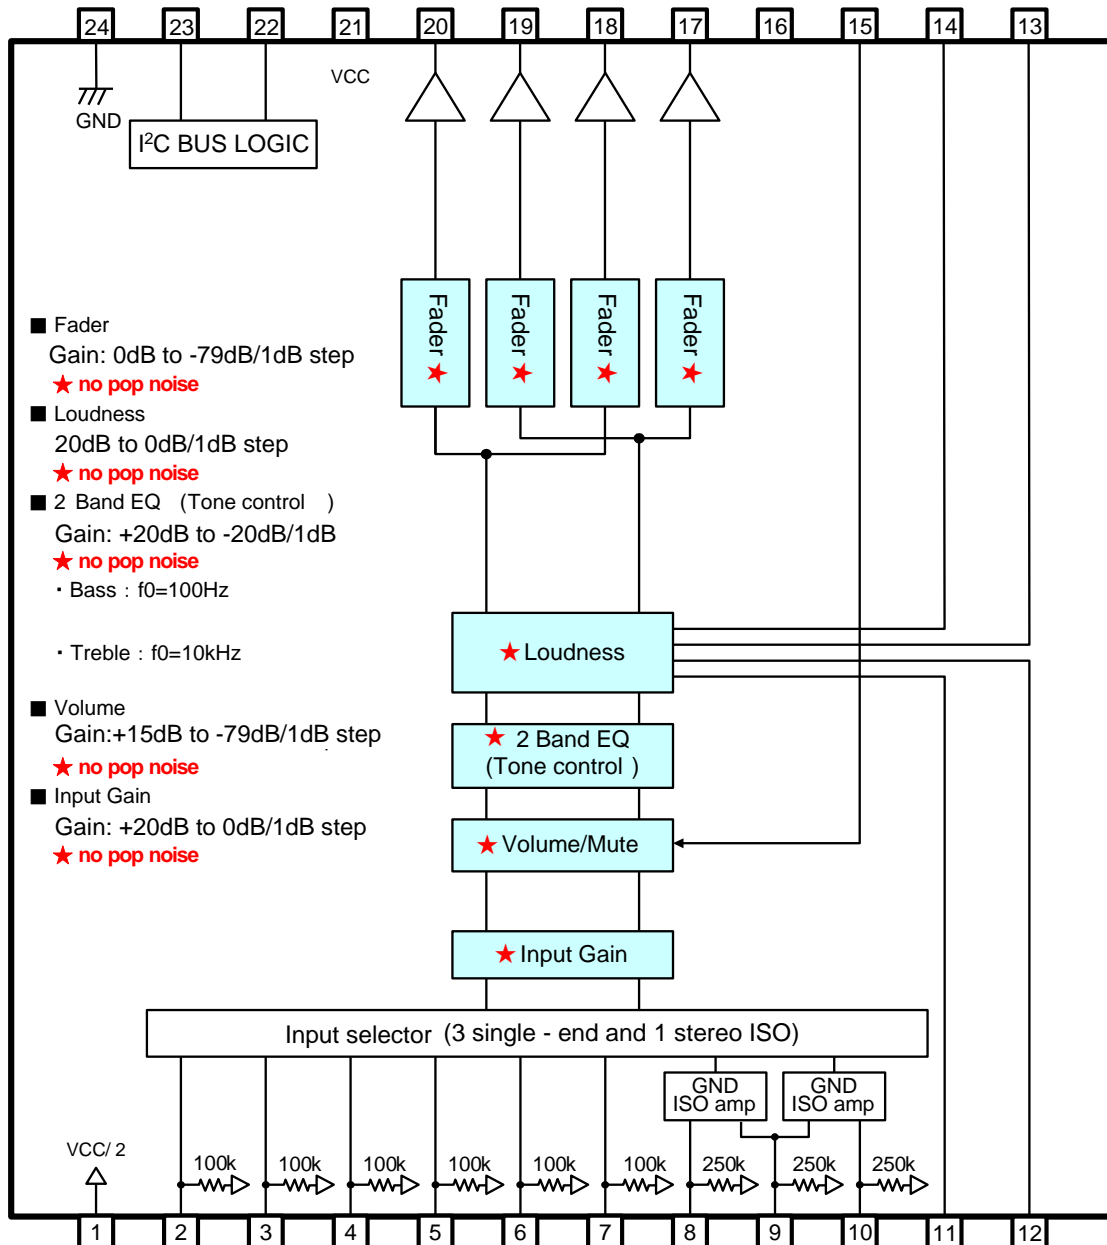 24 23 22 21 20 19 18 17 16 15 14 13
VCC
GND
I²C BUS LOGIC
Fader ★
Fader ★
Fader ★
Fader ★
■ Fader
Gain: 0dB to -79dB/1dB step
★ no pop noise
■ Loudness
20dB to 0dB/1dB step
★ no pop noise
■ 2 Band EQ (Tone control )
Gain: +20dB to -20dB/1dB
★ no pop noise
・Bass : f0=100Hz
・Treble : f0=10kHz
■ Volume
Gain:+15dB to -79dB/1dB step
★ no pop noise
■ Input Gain
Gain: +20dB to 0dB/1dB step
★ no pop noise
★ Loudness
★ 2 Band EQ
(Tone control )
★ Volume/Mute
★ Input Gain
Input selector (3 single - end and 1 stereo ISO)
GND
ISO amp
GND
ISO amp
VCC/ 2
100k 100k 100k 100k 100k 100k 250k 250k 250k
1 2 3 4 5 6 7 8 9 10 11 12